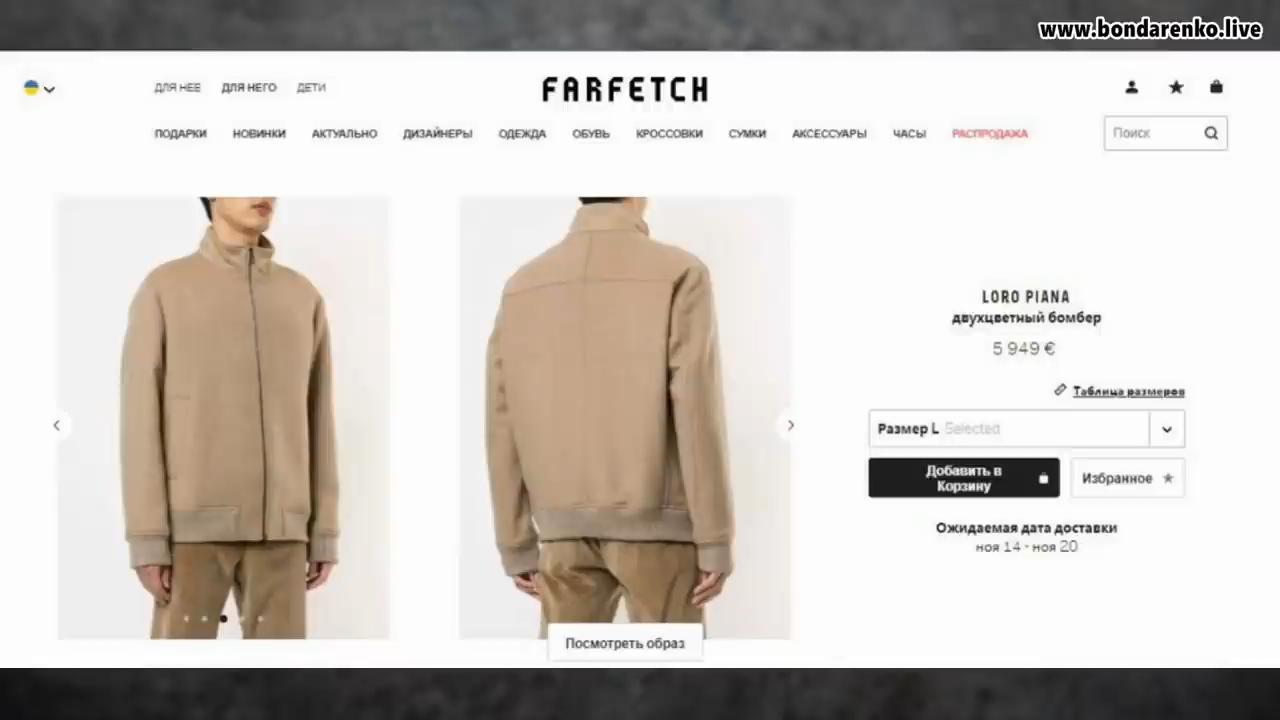 www.bondarenko.live
ДЛЯ НЕЕ ДЛЯ НЕГО ДЕТИ
FARFETCH
ПОДАРКИ НОВИНКИ АКТУАЛЬНО ДИЗАЙНЕРЫ ОДЕЖДА ОБУВЬ КРОССОВКИ СУМКИ АКСЕССУАРЫ ЧАСЫ РАСПРОДАЖА
Поиск
LORO PIANA
двухцветный бомбер
5 949 €
Таблица размеров
Размер L Selected
Добавить в
Корзину
Избранное
Ожидаемая дата доставки
ноя 14 - ноя 20
Посмотреть образ